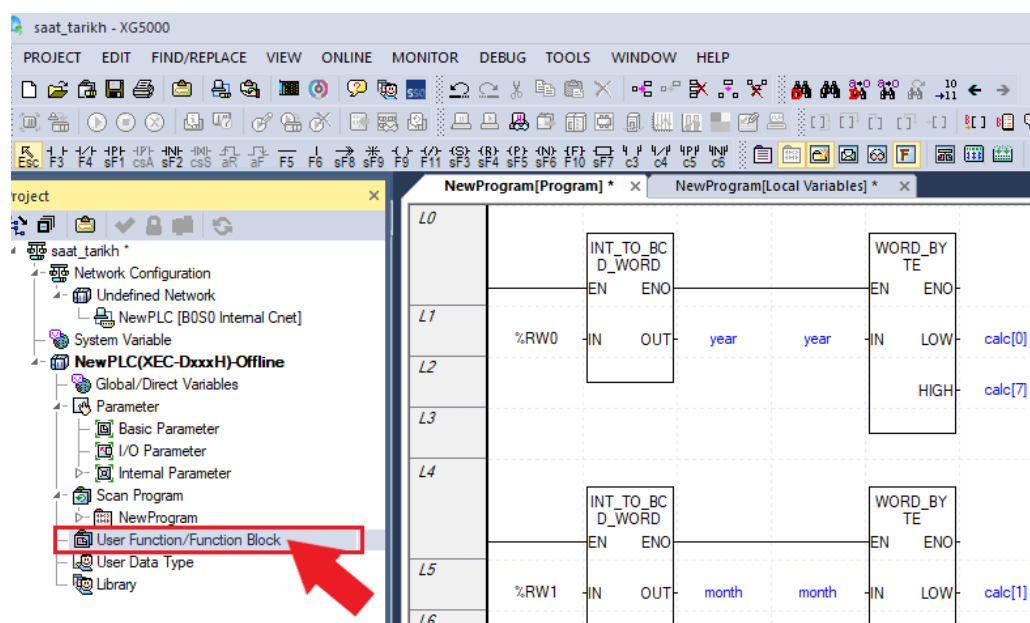 saat_tarikh - XG5000
PROJECT EDIT FIND/REPLACE VIEW ONLINE MONITOR DEBUG TOOLS WINDOW HELP
Esc F3 F4 sF1 csA sF2 csS aR aF F5 F6 sF8 sF9 F9 F11 sF3 sF4 sF5 sF6 F10 sF7 c3 c4 c5 c6
roject
NewProgram[Program] *
NewProgram[Local Variables] *
saat_tarikh *
Network Configuration
Undefined Network
NewPLC [B0S0 Internal Cnet]
System Variable
NewPLC(XEC-DxxxH)-Offline
Global/Direct Variables
Parameter
Basic Parameter
I/O Parameter
Internal Parameter
Scan Program
NewProgram
User Function/Function Block
User Data Type
Library
L0
INT_TO_BC
D_WORD
EN ENO
WORD_BY
TE
EN ENO
L1
%RW0 IN OUT year year IN LOW calc[0]
L2
HIGH calc[7]
L3
L4
INT_TO_BC
D_WORD
EN ENO
WORD_BY
TE
EN ENO
L5
%RW1 IN OUT month month IN LOW calc[1]
L6